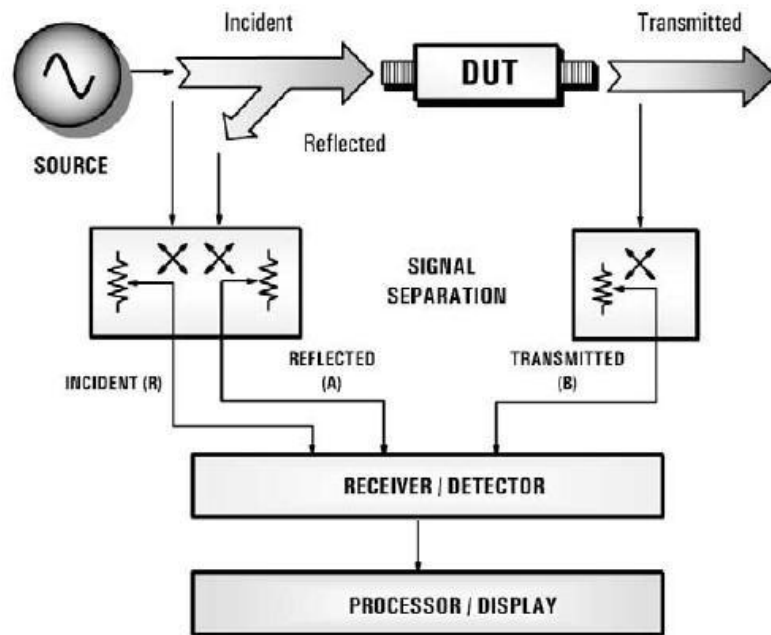 Incident
Transmitted
DUT
Reflected
SOURCE
SIGNAL
SEPARATION
INCIDENT (R)
REFLECTED
(A)
TRANSMITTED
(B)
RECEIVER / DETECTOR
PROCESSOR / DISPLAY